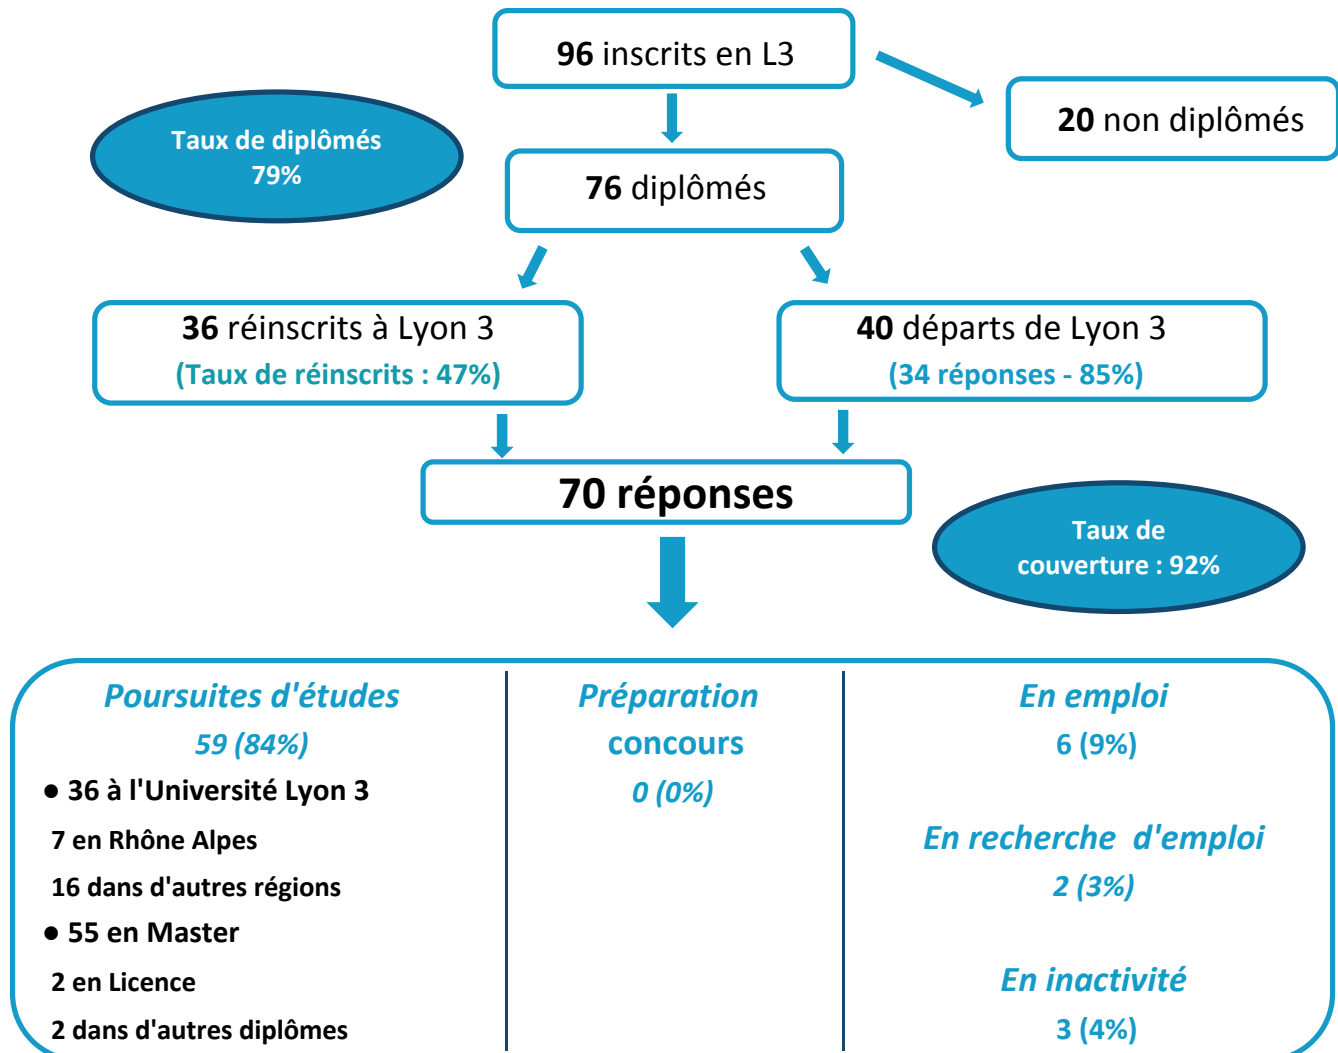 96 inscrits en L3
20 non diplômés
Taux de diplômés
79%
76 diplômés
36 réinscrits à Lyon 3
(Taux de réinscrits : 47%)
40 départs de Lyon 3
(34 réponses - 85%)
70 réponses
Taux de
couverture : 92%
Poursuites d'études
59 (84%)
● 36 à l'Université Lyon 3
7 en Rhône Alpes
16 dans d'autres régions
● 55 en Master
2 en Licence
2 dans d'autres diplômes
Préparation
concours
0 (0%)
En emploi
6 (9%)
En recherche  d'emploi
2 (3%)
En inactivité
3 (4%)